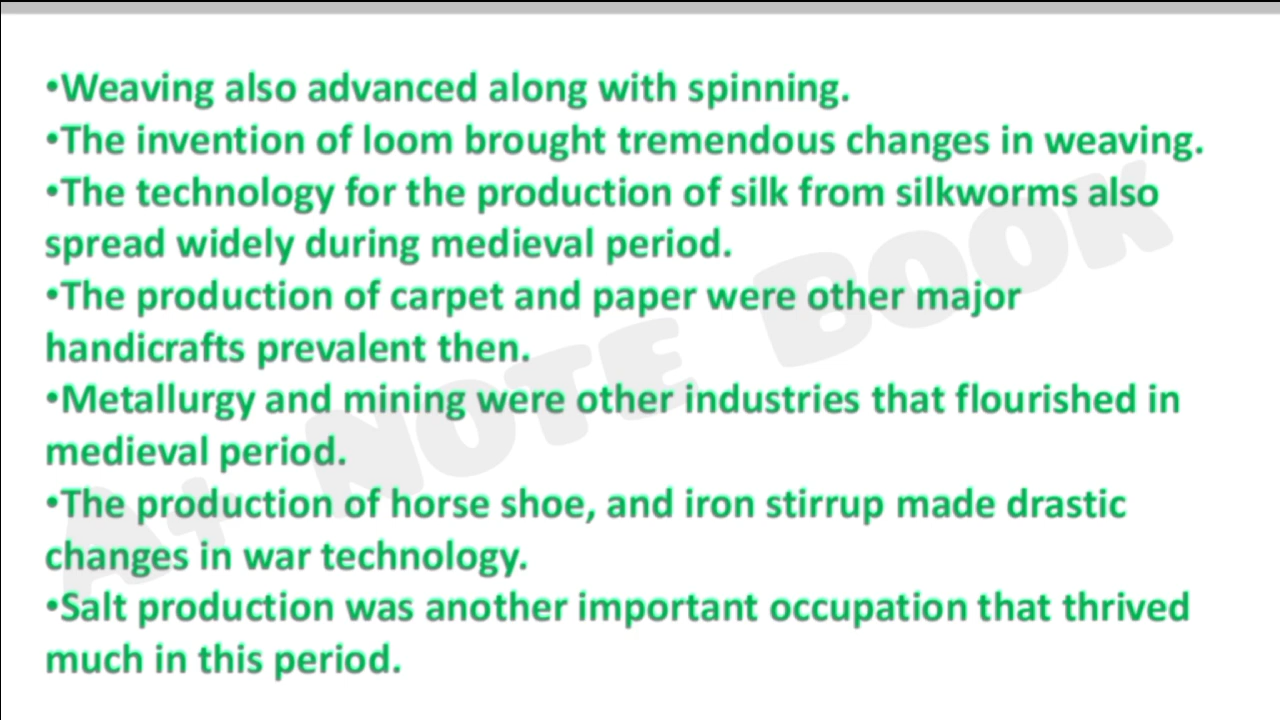 •Weaving also advanced along with spinning.
•The invention of loom brought tremendous changes in weaving.
•The technology for the production of silk from silkworms also
spread widely during medieval period.
•The production of carpet and paper were other major
handicrafts prevalent then.
•Metallurgy and mining were other industries that flourished in
medieval period.
•The production of horse shoe, and iron stirrup made drastic
changes in war technology.
•Salt production was another important occupation that thrived
much in this period.
A+ NOTE BOOK